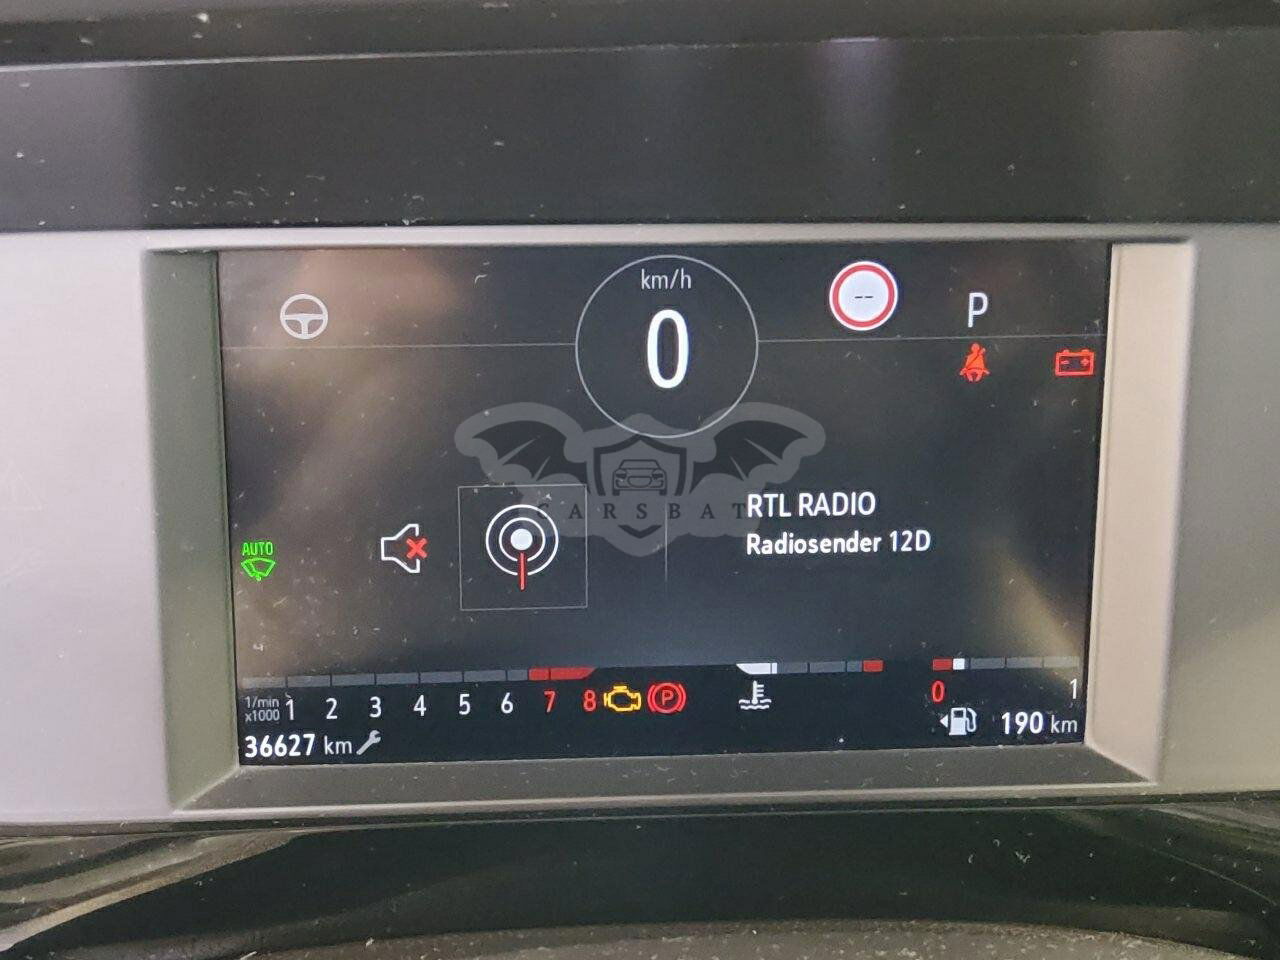 km/h
0
--
P
AUTO
RTL RADIO
Radiosender 12D
CARSBAT
1/min
x1000
1 2 3 4 5 6 7 8
P
0 1
190 km
36627 km